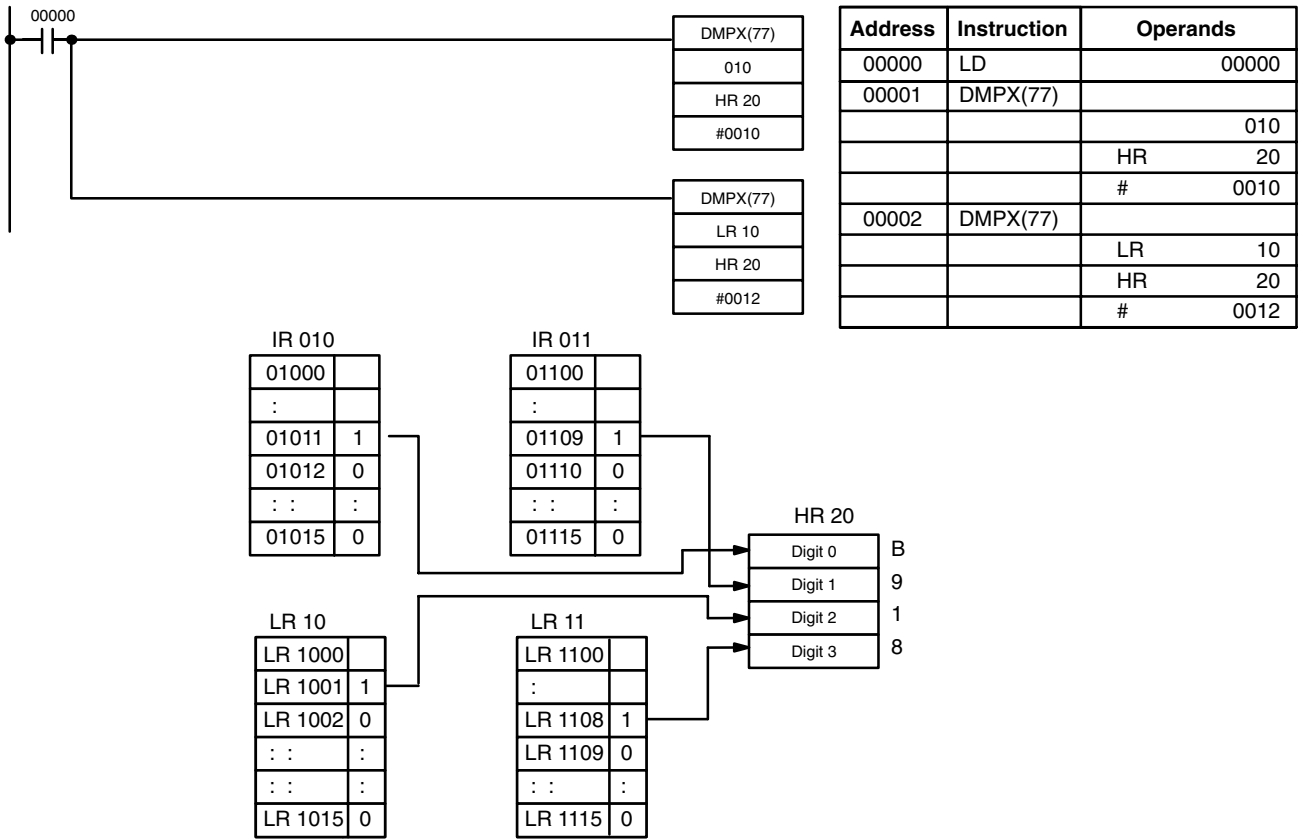 00000
DMPX(77)
010
HR 20
#0010
DMPX(77)
LR 10
HR 20
#0012
Address Instruction Operands
00000 LD 00000
00001 DMPX(77)
010
HR 20
# 0010
00002 DMPX(77)
LR 10
HR 20
# 0012
IR 010
01000
:
01011 1
01012 0
: : :
01015 0
IR 011
01100
:
01109 1
01110 0
: : :
01115 0
HR 20
Digit 0 B
Digit 1 9
Digit 2 1
Digit 3 8
LR 10
LR 1000
LR 1001 1
LR 1002 0
: : :
: : :
LR 1015 0
LR 11
LR 1100
:
LR 1108 1
LR 1109 0
: : :
LR 1115 0